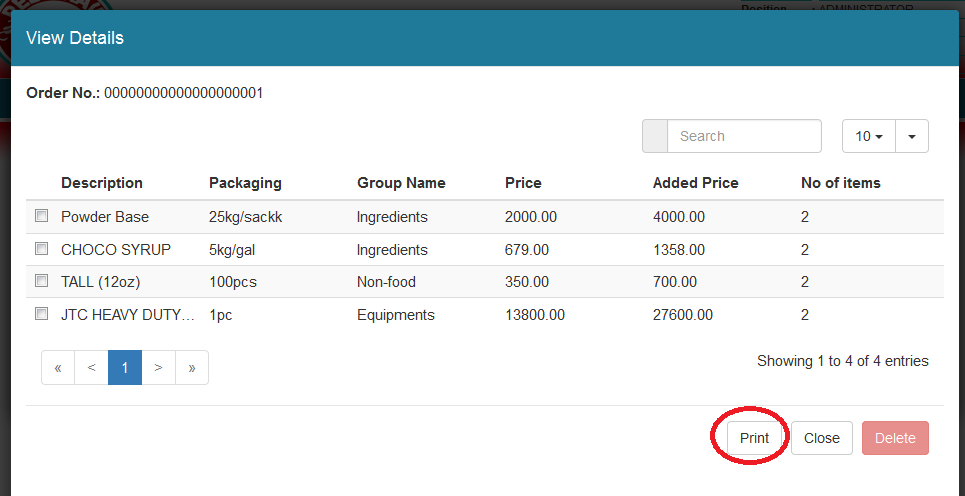 Position : ADMINISTRATOR
View Details
Order No.: 00000000000000000001
Search
10
Description Packaging Group Name Price Added Price No of items
Powder Base 25kg/sackk Ingredients 2000.00 4000.00 2
CHOCO SYRUP 5kg/gal Ingredients 679.00 1358.00 2
TALL (12oz) 100pcs Non-food 350.00 700.00 2
JTC HEAVY DUTY... 1pc Equipments 13800.00 27600.00 2
« < 1 > »
Showing 1 to 4 of 4 entries
Print Close Delete